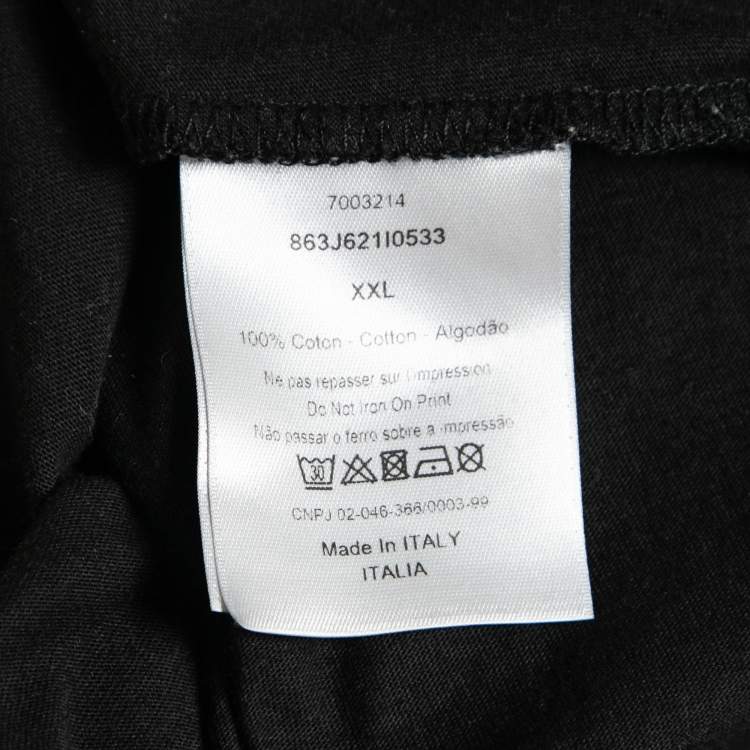 7003214
863J621I0533
XXL
100% Coton - Cotton - Algodão
Ne pas repasser sur l'impression
Do Not Iron On Print
Não passar o ferro sobre a impressão
30
CNPJ 02-046-366/0003-99
Made In ITALY
ITALIA